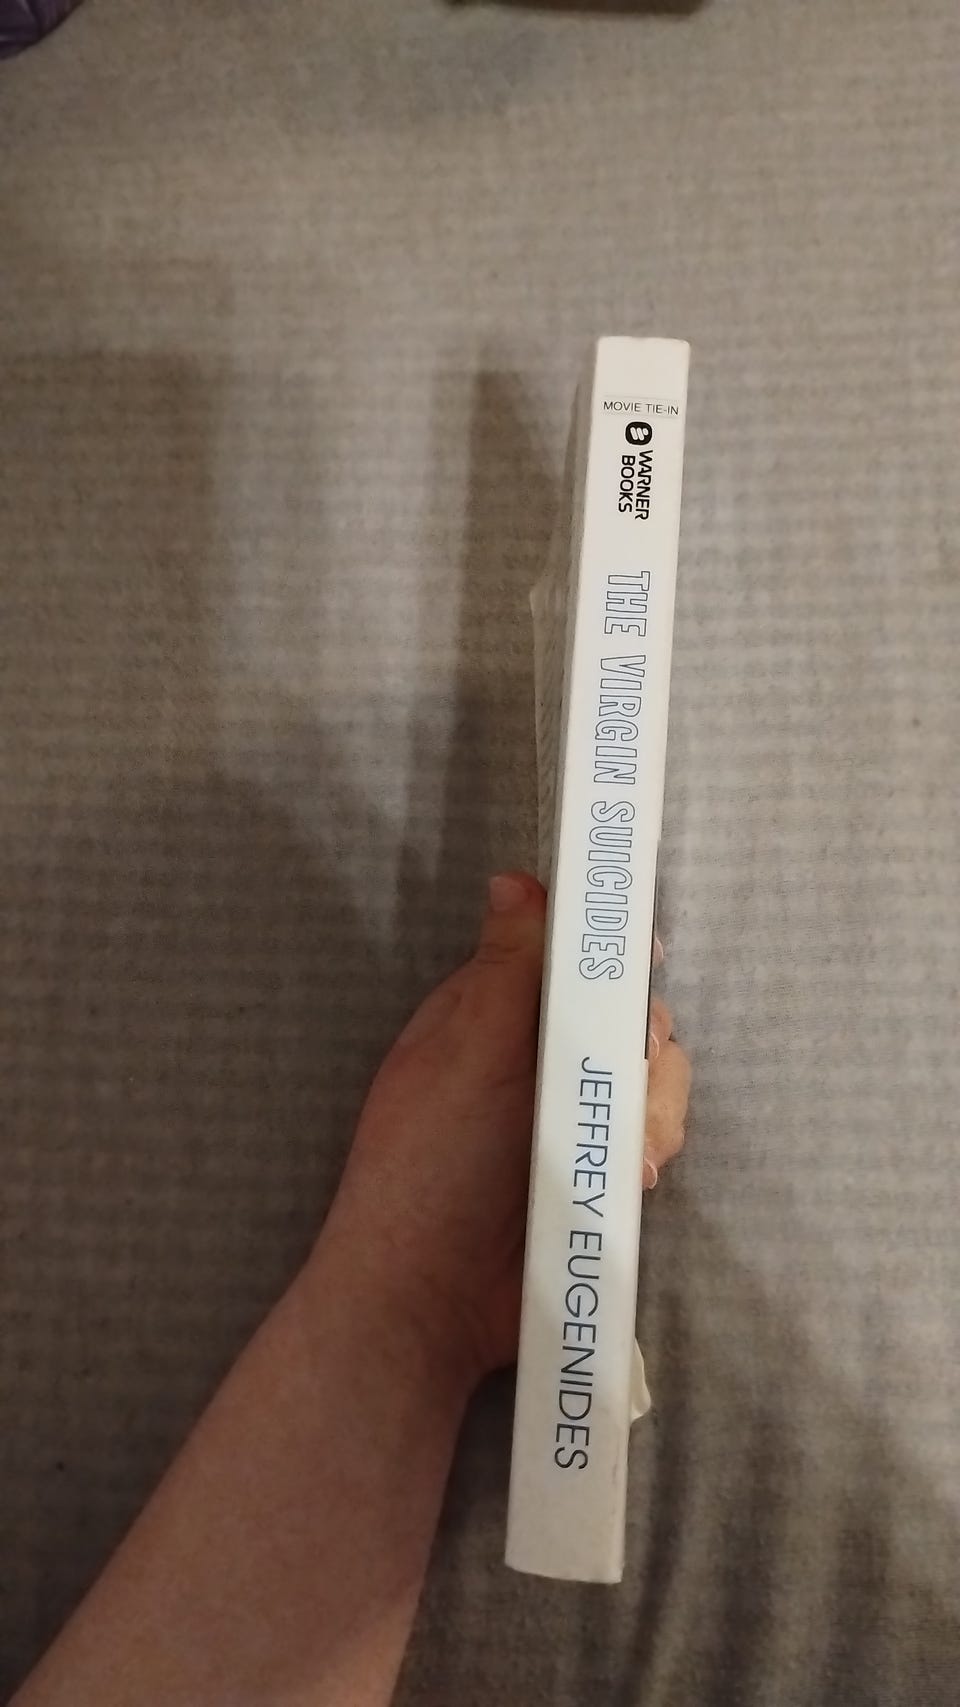 MOVIE TIE-IN
WARNER
BOOKS
THE VIRGIN SUICIDES
JEFFREY EUGENIDES